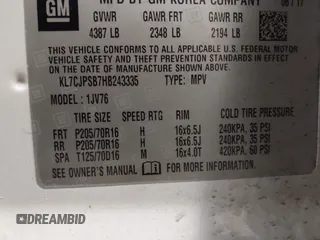 GM
MFD BY GM KOREA COMPANY 06/17
GVWR GAWR FRT GAWR RR
4387 LB 2348 LB 2194 LB
THIS VEHICLE CONFORMS TO ALL APPLICABLE U.S. FEDERAL MOTOR
VEHICLE SAFETY STANDARDS IN EFFECT ON THE DATE OF
MANUFACTURE SHOWN ABOVE.
KL7CJPSB7HB243335 TYPE: MPV
MODEL: 1JV76
TIRE SIZE SPEED RTG RIM COLD TIRE PRESSURE
FRT P205/70R16 H 16x6.5J 240KPA, 35 PSI
RR P205/70R16 H 16x6.5J 240KPA, 35 PSI
SPA T125/70D16 M 16x4.0T 420KPA, 60 PSI
SEE OWNER'S MANUAL FOR ADDITIONAL INFORMATION
DREAMBID